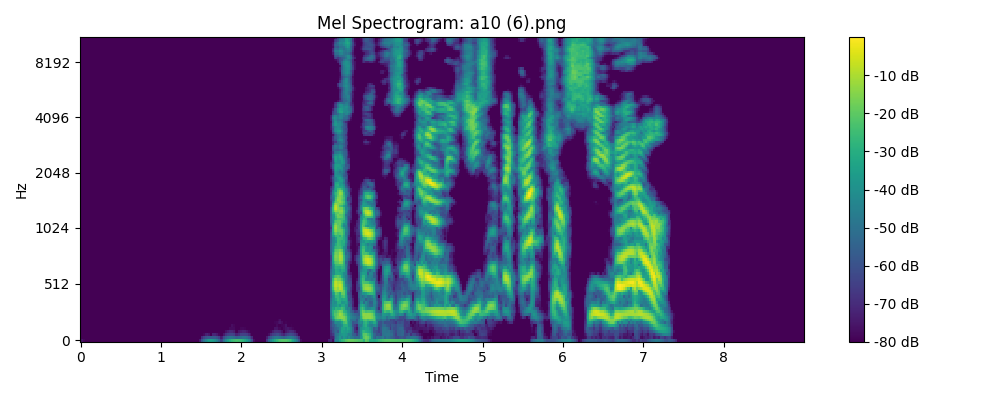 Mel Spectrogram: a10 (6).png
8192
4096
2048
1024
512
0
Hz
0 1 2 3 4 5 6 7 8
Time
-10 dB
-20 dB
-30 dB
-40 dB
-50 dB
-60 dB
-70 dB
-80 dB